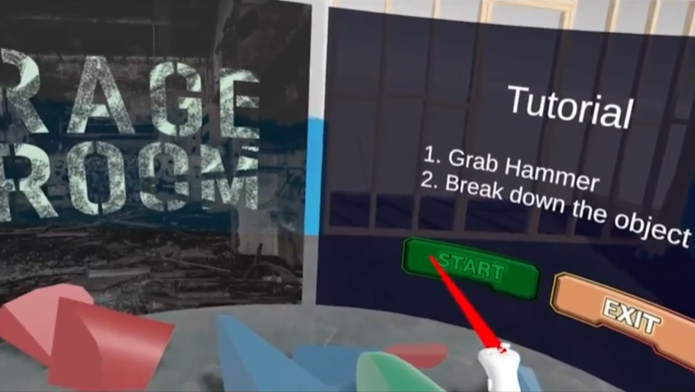 RAGE
ROOM
Tutorial
1. Grab Hammer
2. Break down the object
START
EXIT